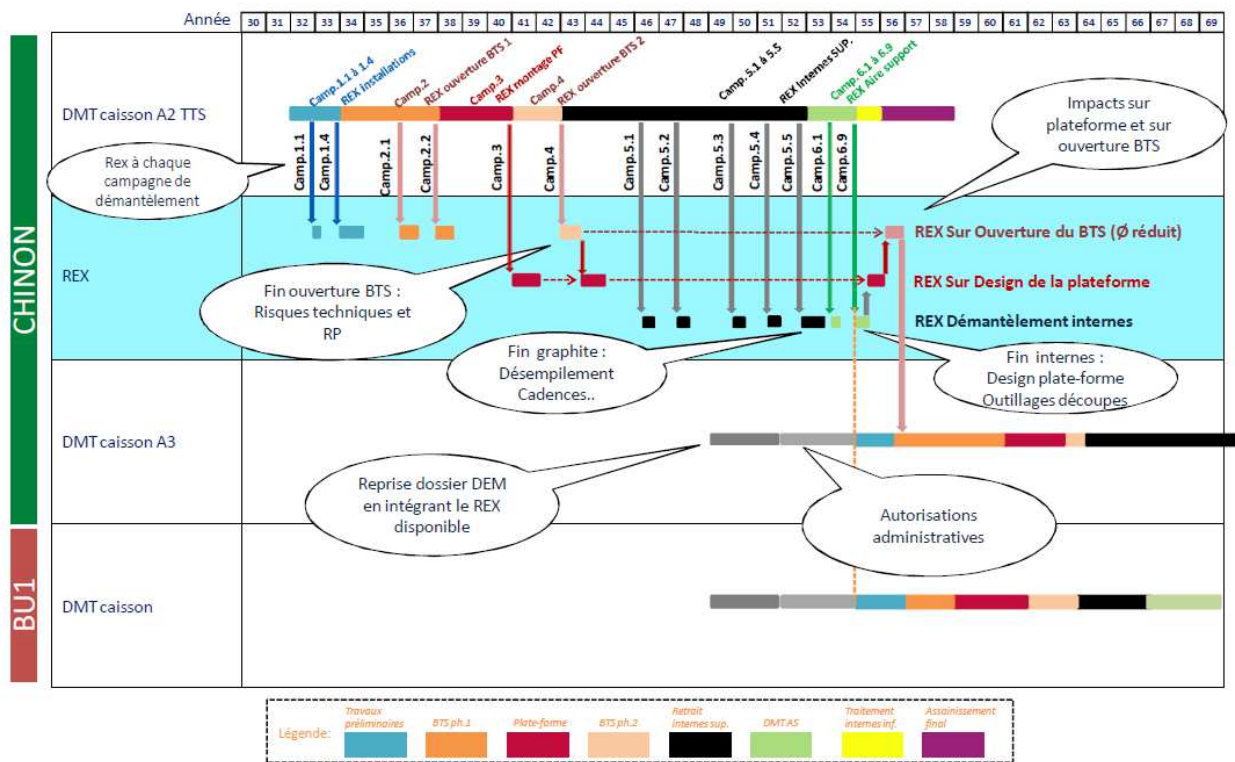 Année 30 31 32 33 34 35 36 37 38 39 40 41 42 43 44 45 46 47 48 49 50 51 52 53 54 55 56 57 58 59 60 61 62 63 64 65 66 67 68 69
CHINON
Camp.1.1 à 1.4
REX installations
Camp.2
REX ouverture BTS 1
Camp.3
REX montage PF
Camp.4
REX ouverture BTS 2
Camp. 5.1 à 5.5
REX Internes SUP.
Camp. 6.1 à 6.9
REX Aire support
DMT caisson A2 TTS
Impacts sur
plateforme et sur
ouverture BTS
Camp.1.1
Camp.1.4
Camp.2.1
Camp.2.2
Camp.3
Camp.4
Camp.5.1
Camp.5.2
Camp.5.3
Camp.5.4
Camp.5.5
Camp.6.1
Camp.6.9
Rex à chaque
campagne de
démantèlement
REX
REX Sur Ouverture du BTS (Ø réduit)
REX Sur Design de la plateforme
REX Démantèlement internes
Fin ouverture BTS :
Risques techniques et
RP
Fin graphite :
Désempilement
Cadences..
Fin internes :
Design plate-forme
Outillages découpes
DMT caisson A3
Reprise dossier DEM
en intégrant le REX
disponible
Autorisations
administratives
BU1
DMT caisson
Légende:
Travaux
préliminaires
BTS ph.1
Plate-forme
BTS ph.2
Retrait
internes sup.
DMT AS
Traitement
internes inf.
Assainissement
final